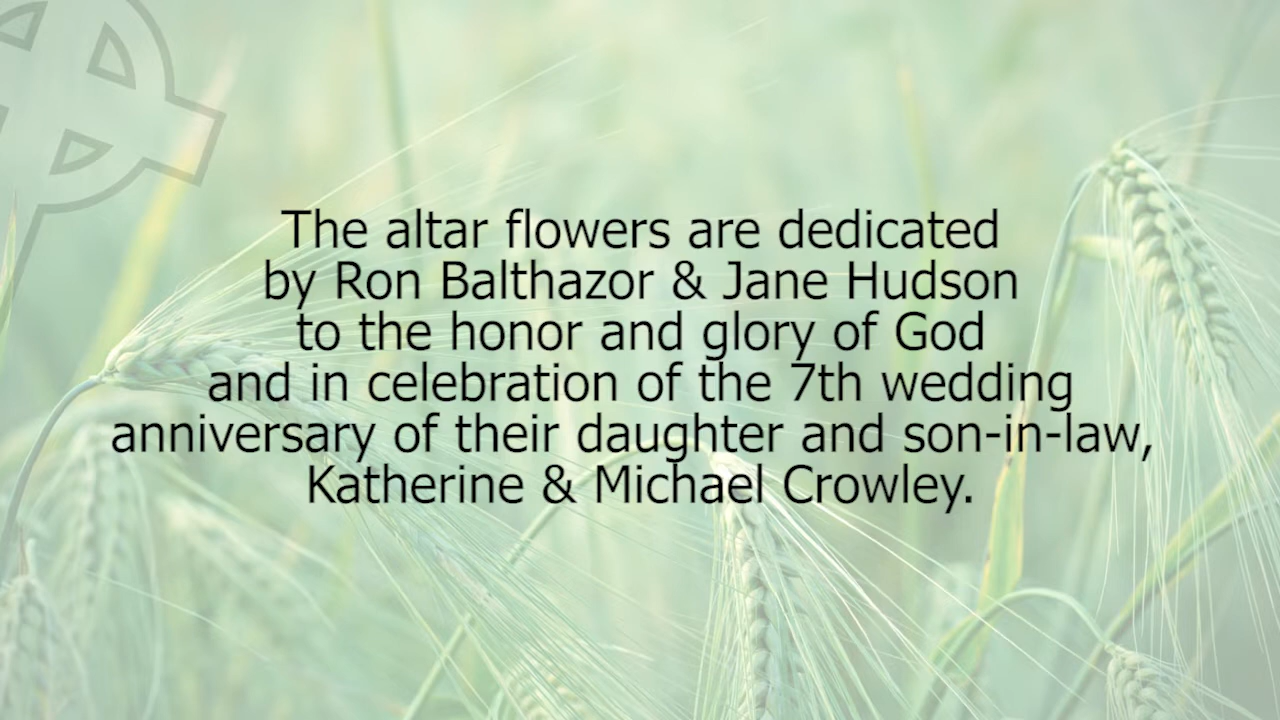 The altar flowers are dedicated
by Ron Balthazor & Jane Hudson
to the honor and glory of God
and in celebration of the 7th wedding
anniversary of their daughter and son-in-law,
Katherine & Michael Crowley.